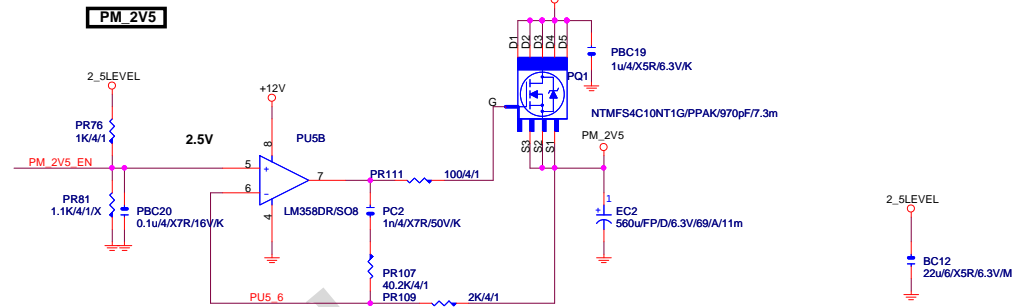 PM_2V5
D1
D2
D3
D4
D5
PBC19
1u/4/X5R/6.3V/K
PQ1
G
NTMFS4C10NT1G/PPAK/970pF/7.3m
S3
S2
S1
PM_2V5
2_5LEVEL
+12V
PR76
1K/4/1
2.5V
PU5B
8
PM_2V5_EN
5
+
7
PR111
100/4/1
6
-
4
LM358DR/SO8
PR81
1.1K/4/1/X
PBC20
0.1u/4/X7R/16V/K
PC2
1n/4/X7R/50V/K
1
+
EC2
560u/FP/D/6.3V/69/A/11m
2_5LEVEL
BC12
22u/6/X5R/6.3V/M
PR107
40.2K/4/1
PU5_6
PR109
2K/4/1